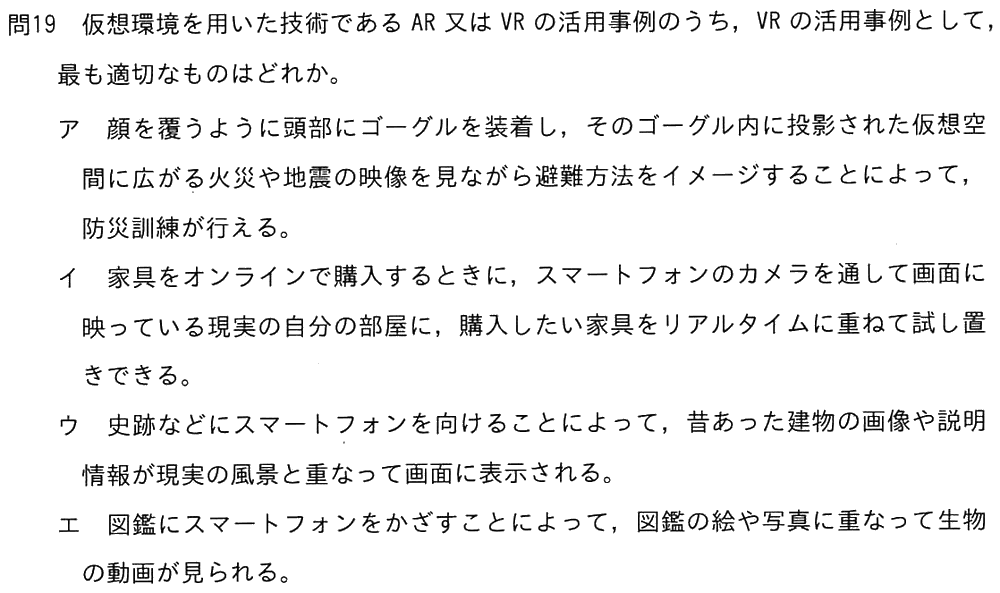 問19 仮想環境を用いた技術である AR 又は VR の活用事例のうち，VR の活用事例として，
最も適切なものはどれか。
ア 顔を覆うように頭部にゴーグルを装着し，そのゴーグル内に投影された仮想空
間に広がる火災や地震の映像を見ながら避難方法をイメージすることによって，
防災訓練が行える。
イ 家具をオンラインで購入するときに，スマートフォンのカメラを通して画面に
映っている現実の自分の部屋に，購入したい家具をリアルタイムに重ねて試し置
きできる。
ウ 史跡などにスマートフォンを向けることによって，昔あった建物の画像や説明
情報が現実の風景と重なって画面に表示される。
エ 図鑑にスマートフォンをかざすことによって，図鑑の絵や写真に重なって生物
の動画が見られる。